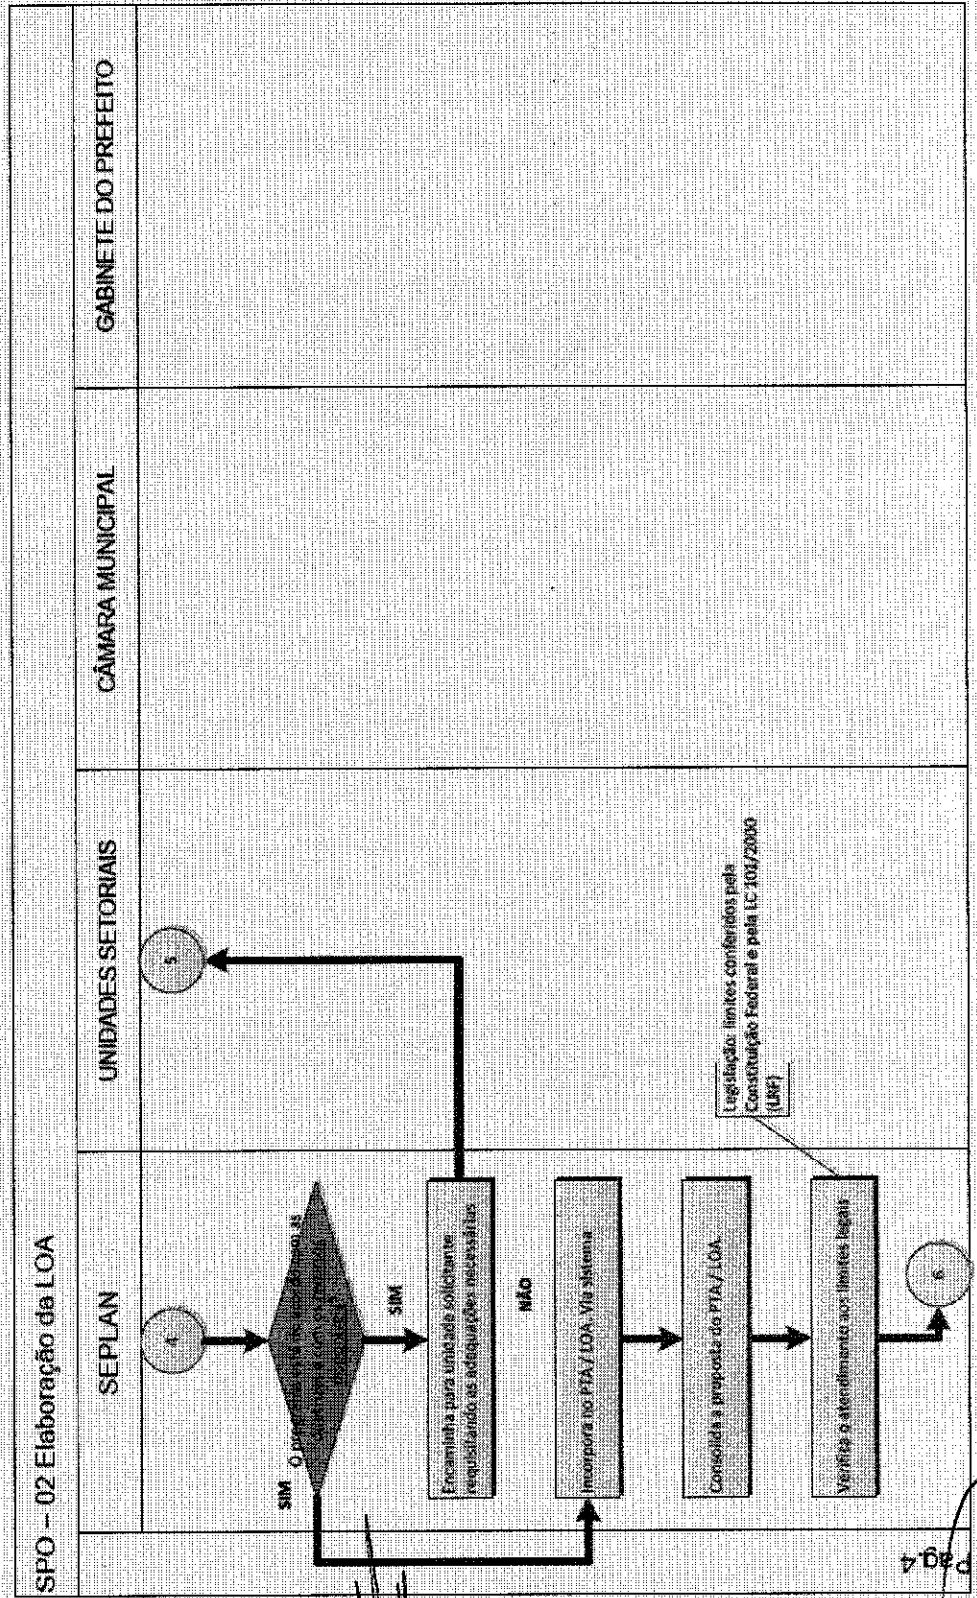 SPO – 02 Elaboração da LOA
SEPLAN
UNIDADES SETORIAIS
CÂMARA MUNICIPAL
GABINETE DO PREFEITO
4
5
SIM
O
as
SIM
Encaminha para unidade solicitante
requisitando as adequações necessárias
NÃO
Incorpora no PTA / LOA Via sistema
Consolida a proposta do PTA / LOA.
Verifica o atendimento aos limites legais
Legislação: limites conferidos pela
Constituição Federal e pela LC 101/2000
(LRF)
6
Pag.4